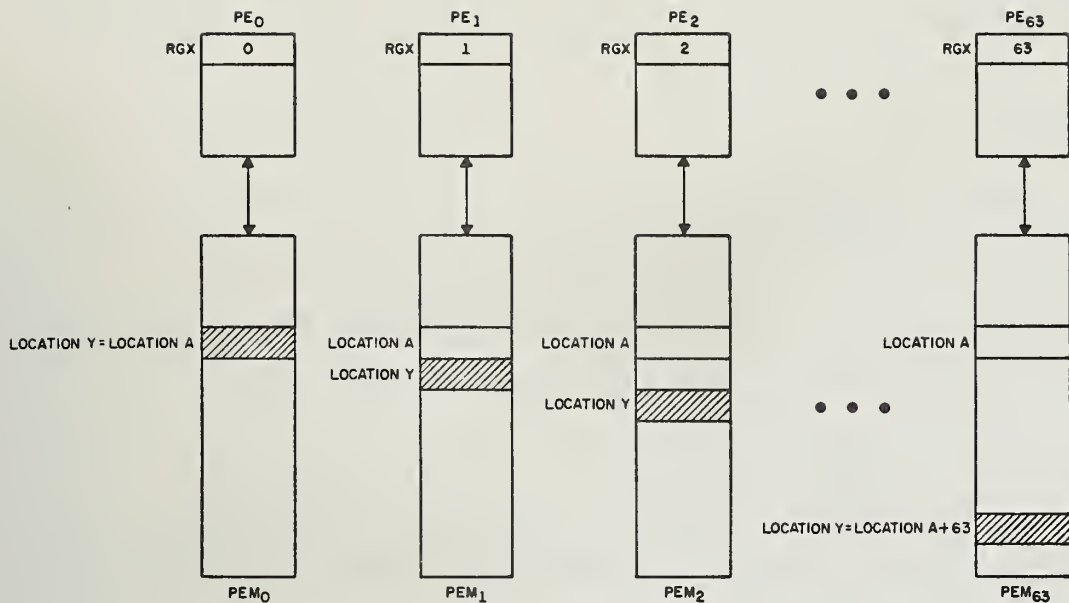 PE0 PE1 PE2 PE63
RGX 0 RGX 1 RGX 2 RGX 63
LOCATION Y=LOCATION A LOCATION A LOCATION A LOCATION A
LOCATION Y
LOCATION Y
LOCATION Y=LOCATION A+63
PEM0 PEM1 PEM2 PEM63